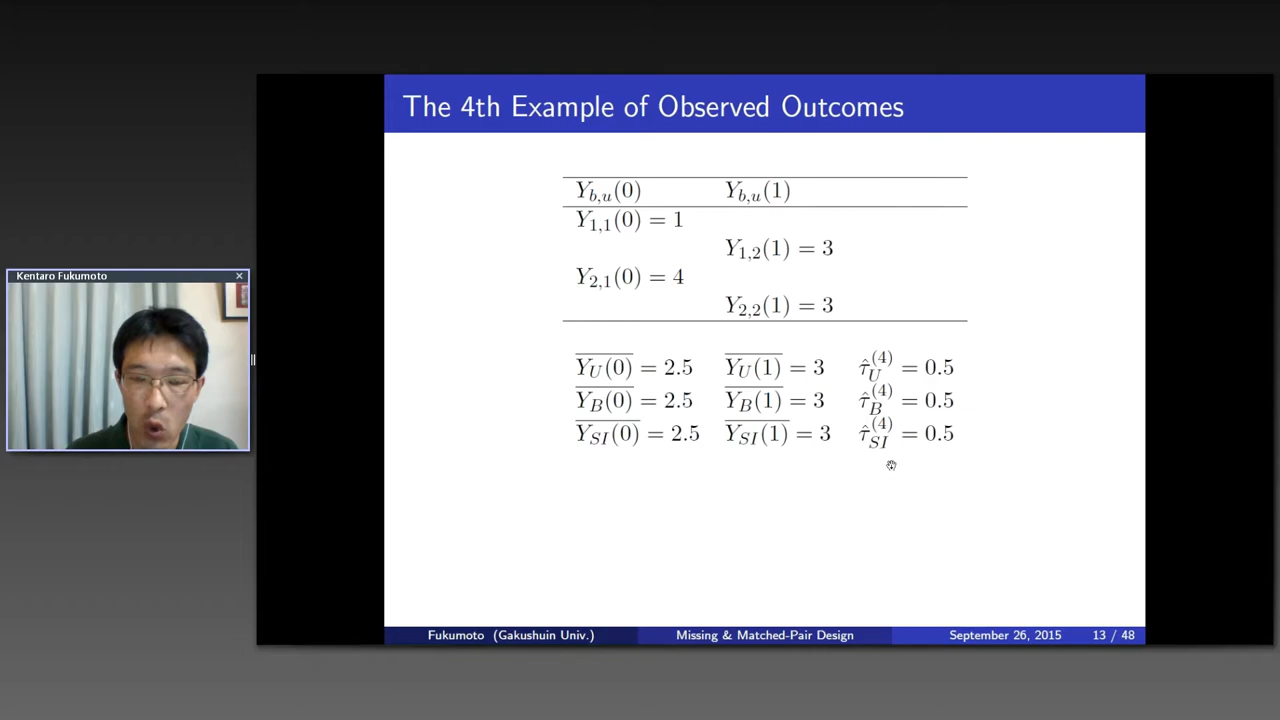 The 4th Example of Observed Outcomes
Y_{b,u}(0) Y_{b,u}(1)
Y_{1,1}(0) = 1
Y_{1,2}(1) = 3
Y_{2,1}(0) = 4
Y_{2,2}(1) = 3
\overline{Y_U(0)} = 2.5 \overline{Y_U(1)} = 3 \hat{τ}_U^{(4)} = 0.5
\overline{Y_B(0)} = 2.5 \overline{Y_B(1)} = 3 \hat{τ}_B^{(4)} = 0.5
\overline{Y_{SI}(0)} = 2.5 \overline{Y_{SI}(1)} = 3 \hat{τ}_{SI}^{(4)} = 0.5
Kentaro Fukumoto
Fukumoto (Gakushuin Univ.) Missing & Matched-Pair Design September 26, 2015 13 / 48